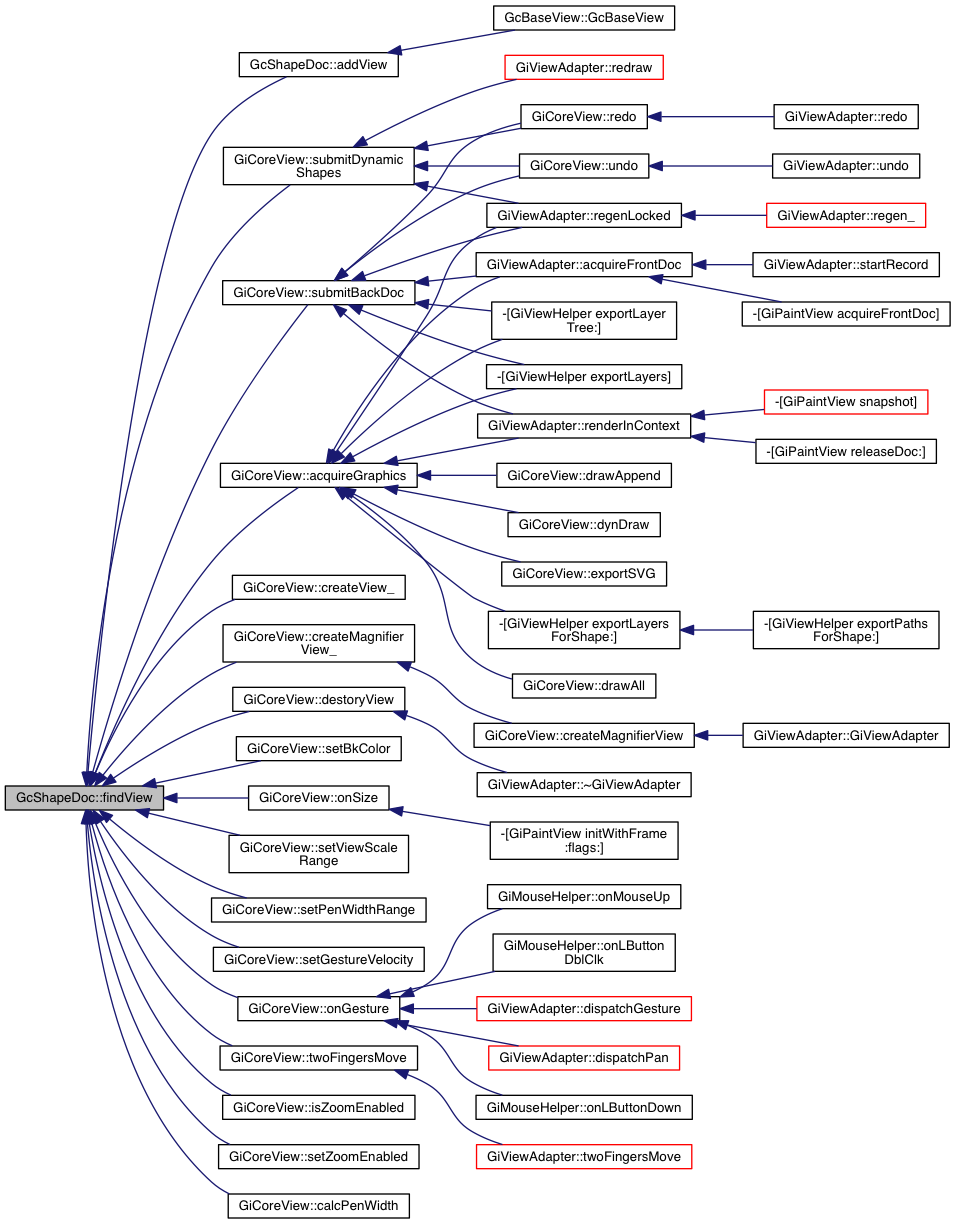 GcBaseView::GcBaseView
GcShapeDoc::addView
GiViewAdapter::redraw
GiCoreView::redo
GiViewAdapter::redo
GiCoreView::submitDynamic
Shapes
GiCoreView::undo
GiViewAdapter::undo
GiViewAdapter::regenLocked
GiViewAdapter::regen_
GiViewAdapter::acquireFrontDoc
GiViewAdapter::startRecord
GiCoreView::submitBackDoc
-[GiPaintView acquireFrontDoc]
-[GiViewHelper exportLayer
Tree:]
-[GiViewHelper exportLayers]
-[GiPaintView snapshot]
GiViewAdapter::renderInContext
-[GiPaintView releaseDoc:]
GiCoreView::acquireGraphics
GiCoreView::drawAppend
GiCoreView::dynDraw
GiCoreView::exportSVG
GiCoreView::createView_
-[GiViewHelper exportLayers
ForShape:]
-[GiViewHelper exportPaths
ForShape:]
GiCoreView::createMagnifier
View_
GiCoreView::drawAll
GiCoreView::destoryView
GiCoreView::createMagnifierView
GiViewAdapter::GiViewAdapter
GiCoreView::setBkColor
GiViewAdapter::~GiViewAdapter
GcShapeDoc::findView
GiCoreView::onSize
-[GiPaintView initWithFrame
:flags:]
GiCoreView::setViewScale
Range
GiMouseHelper::onMouseUp
GiCoreView::setPenWidthRange
GiMouseHelper::onLButton
DblClk
GiCoreView::setGestureVelocity
GiCoreView::onGesture
GiViewAdapter::dispatchGesture
GiCoreView::twoFingersMove
GiViewAdapter::dispatchPan
GiCoreView::isZoomEnabled
GiMouseHelper::onLButtonDown
GiCoreView::setZoomEnabled
GiViewAdapter::twoFingersMove
GiCoreView::calcPenWidth